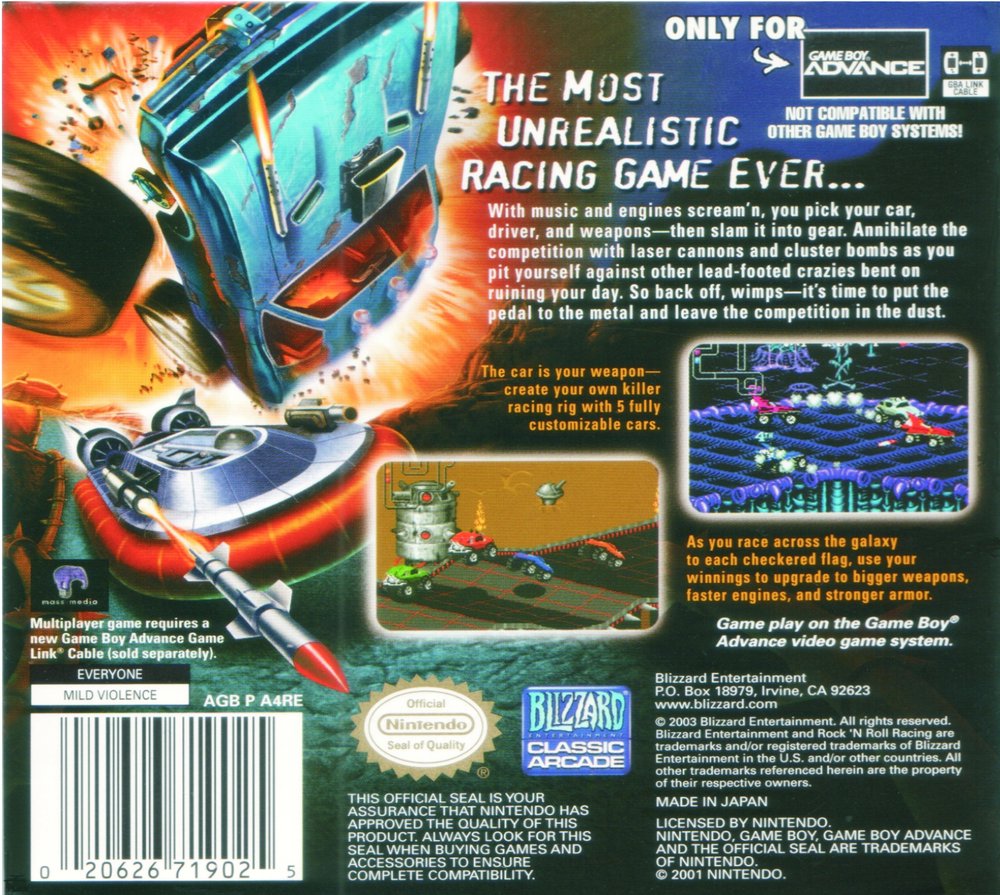 ONLY FOR
GAME BOY
ADVANCE
GBA LINK
CABLE
NOT COMPATIBLE WITH
OTHER GAME BOY SYSTEMS!
THE MOST
UNREALISTIC
RACING GAME EVER...
With music and engines scream'n, you pick your car,
driver, and weapons—then slam it into gear. Annihilate the
competition with laser cannons and cluster bombs as you
pit yourself against other lead-footed crazies bent on
ruining your day. So back off, wimps—it's time to put the
pedal to the metal and leave the competition in the dust.
The car is your weapon—
create your own killer
racing rig with 5 fully
customizable cars.
4TH
As you race across the galaxy
to each checkered flag, use your
winnings to upgrade to bigger weapons,
faster engines, and stronger armor.
Game play on the Game Boy®
Advance video game system.
mass media
Multiplayer game requires a
new Game Boy Advance Game
Link® Cable (sold separately).
EVERYONE
MILD VIOLENCE
AGB P A4RE
0 20626 71902 5
Official
Nintendo
Seal of Quality
®
THIS OFFICIAL SEAL IS YOUR
ASSURANCE THAT NINTENDO HAS
APPROVED THE QUALITY OF THIS
PRODUCT. ALWAYS LOOK FOR THIS
SEAL WHEN BUYING GAMES AND
ACCESSORIES TO ENSURE
COMPLETE COMPATIBILITY.
BLIZZARD
ENTERTAINMENT
CLASSIC
ARCADE
Blizzard Entertainment
P.O. Box 18979, Irvine, CA 92623
www.blizzard.com
© 2003 Blizzard Entertainment. All rights reserved.
Blizzard Entertainment and Rock 'N Roll Racing are
trademarks and/or registered trademarks of Blizzard
Entertainment in the U.S. and/or other countries. All
other trademarks referenced herein are the property
of their respective owners.
MADE IN JAPAN
LICENSED BY NINTENDO.
NINTENDO, GAME BOY, GAME BOY ADVANCE
AND THE OFFICIAL SEAL ARE TRADEMARKS
OF NINTENDO.
© 2001 NINTENDO.